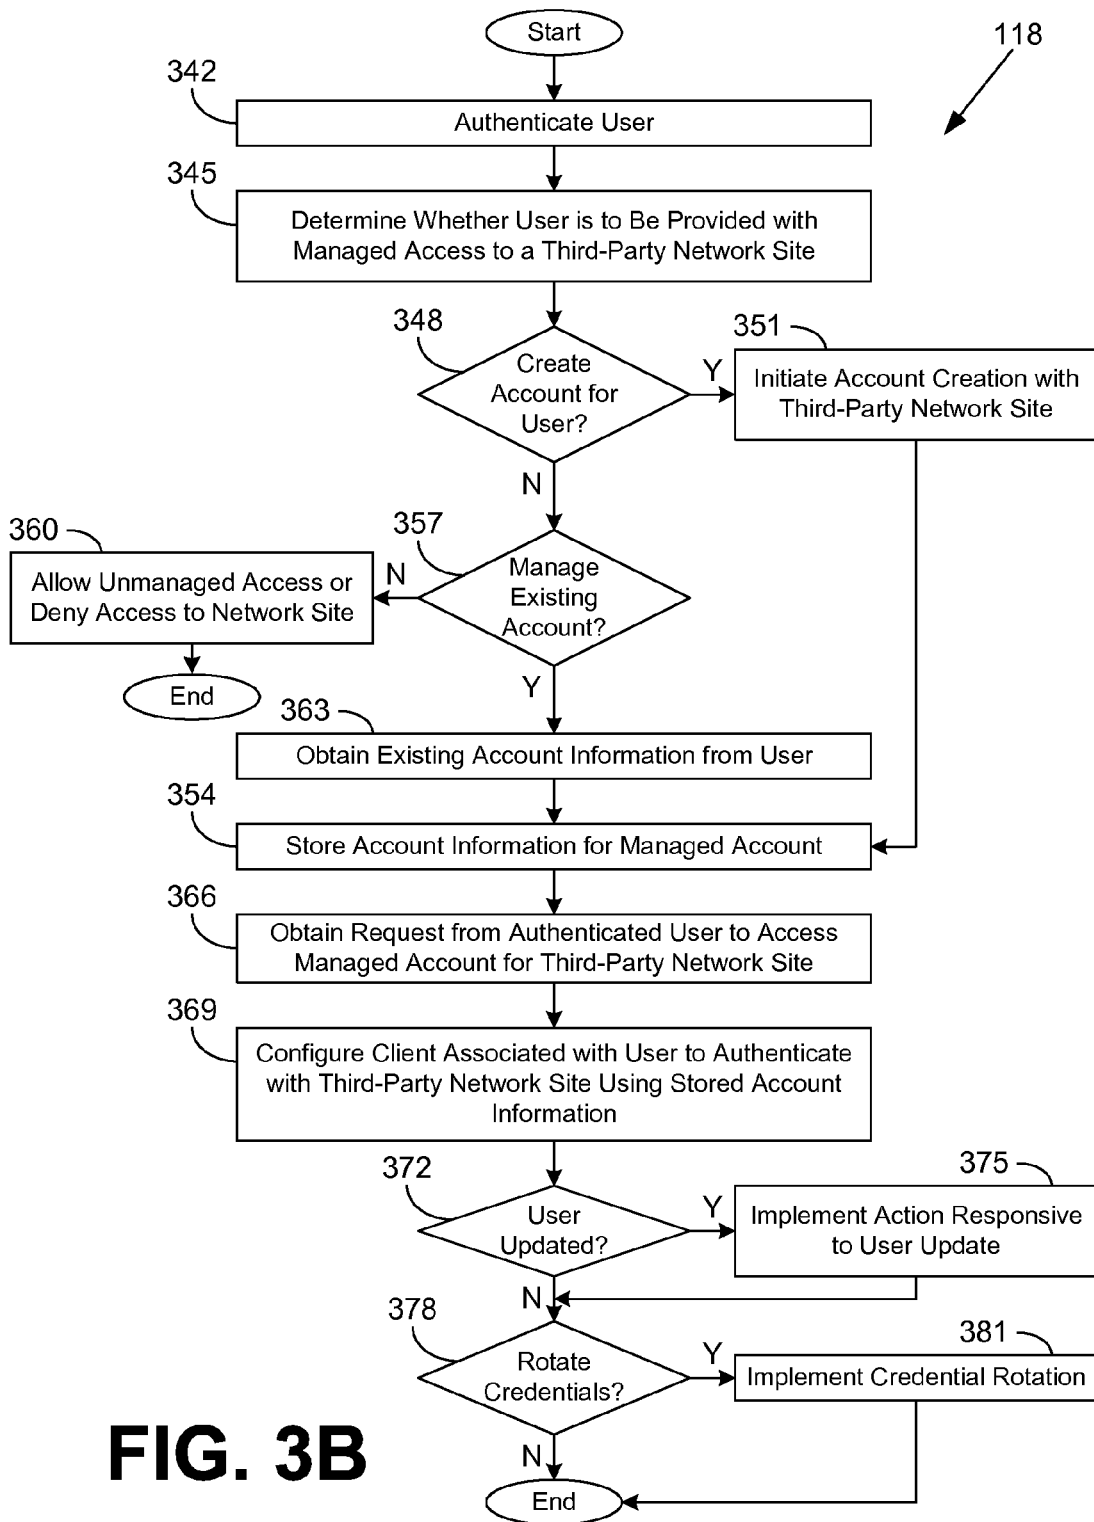 Start
118
342
Authenticate User
345
Determine Whether User is to Be Provided with
Managed Access to a Third-Party Network Site
348
Create
Account for
User?
Y
351
Initiate Account Creation with
Third-Party Network Site
N
360
Allow Unmanaged Access or
Deny Access to Network Site
N
357
Manage
Existing
Account?
End
Y
363
Obtain Existing Account Information from User
354
Store Account Information for Managed Account
366
Obtain Request from Authenticated User to Access
Managed Account for Third-Party Network Site
369
Configure Client Associated with User to Authenticate
with Third-Party Network Site Using Stored Account
Information
372
User
Updated?
Y
375
Implement Action Responsive
to User Update
N
378
Rotate
Credentials?
Y
381
Implement Credential Rotation
N
End
FIG. 3B